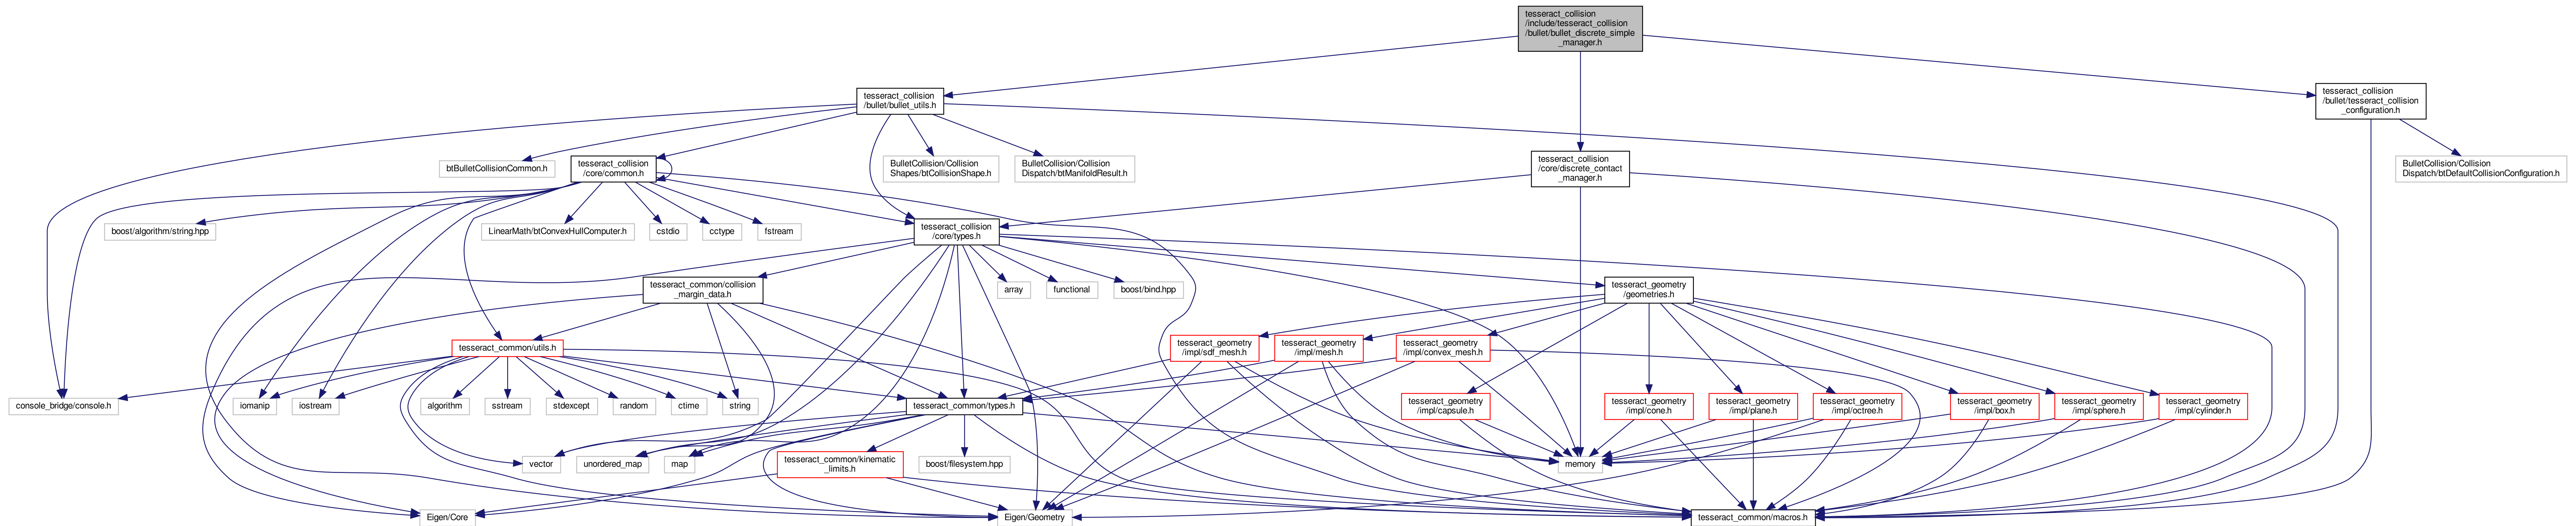 tesseract_collision
/include/tesseract_collision
/bullet/bullet_discrete_simple
_manager.h
tesseract_collision
/bullet/bullet_utils.h
tesseract_collision
/bullet/tesseract_collision
_configuration.h
btBulletCollisionCommon.h
tesseract_collision
/core/common.h
BulletCollision/Collision
Shapes/btCollisionShape.h
BulletCollision/Collision
Dispatch/btManifoldResult.h
tesseract_collision
/core/discrete_contact
_manager.h
BulletCollision/Collision
Dispatch/btDefaultCollisionConfiguration.h
boost/algorithm/string.hpp
LinearMath/btConvexHullComputer.h
cstdio
cctype
fstream
tesseract_collision
/core/types.h
tesseract_common/collision
_margin_data.h
array
functional
boost/bind.hpp
tesseract_geometry
/geometries.h
tesseract_common/utils.h
tesseract_geometry
/impl/sdf_mesh.h
tesseract_geometry
/impl/mesh.h
tesseract_geometry
/impl/convex_mesh.h
console_bridge/console.h
iomanip
iostream
algorithm
sstream
stdexcept
random
ctime
string
tesseract_common/types.h
tesseract_geometry
/impl/capsule.h
tesseract_geometry
/impl/cone.h
tesseract_geometry
/impl/plane.h
tesseract_geometry
/impl/octree.h
tesseract_geometry
/impl/box.h
tesseract_geometry
/impl/sphere.h
tesseract_geometry
/impl/cylinder.h
vector
unordered_map
map
tesseract_common/kinematic
_limits.h
boost/filesystem.hpp
memory
Eigen/Core
Eigen/Geometry
tesseract_common/macros.h